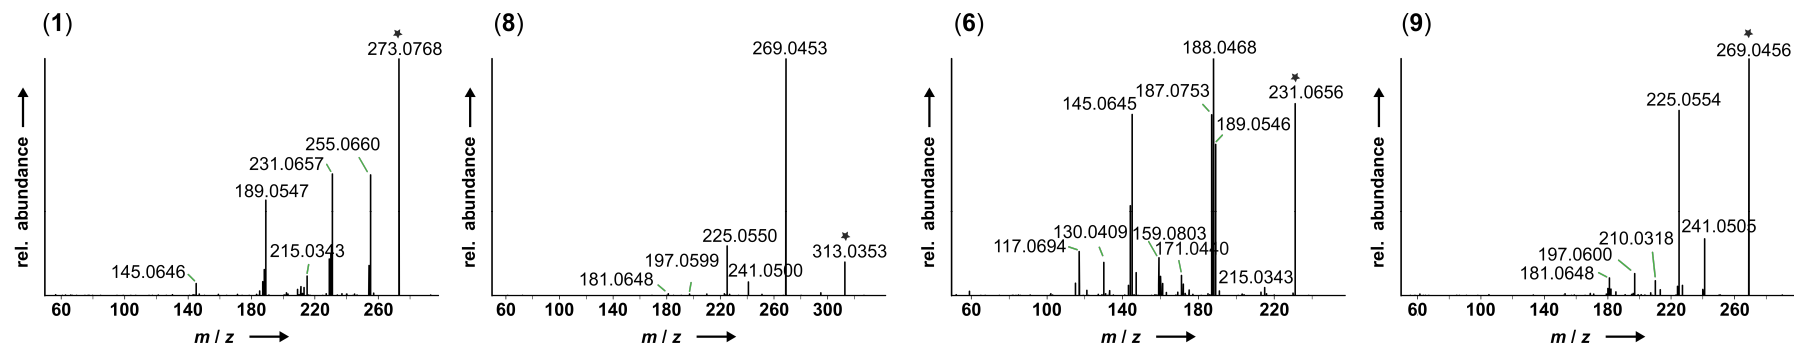 (1)
273.0768
255.0660
231.0657
189.0547
215.0343
145.0646
rel. abundance
60 100 140 180 220 260
m / z
(8)
269.0453
225.0550
313.0353
197.0599
241.0500
181.0648
rel. abundance
60 100 140 180 220 260 300
m / z
(6)
188.0468
187.0753
231.0656
145.0645
189.0546
130.0409
159.0803
117.0694
171.0440
215.0343
rel. abundance
60 100 140 180 220
m / z
(9)
269.0456
225.0554
210.0318
241.0505
197.0600
181.0648
rel. abundance
60 100 140 180 220 260
m / z